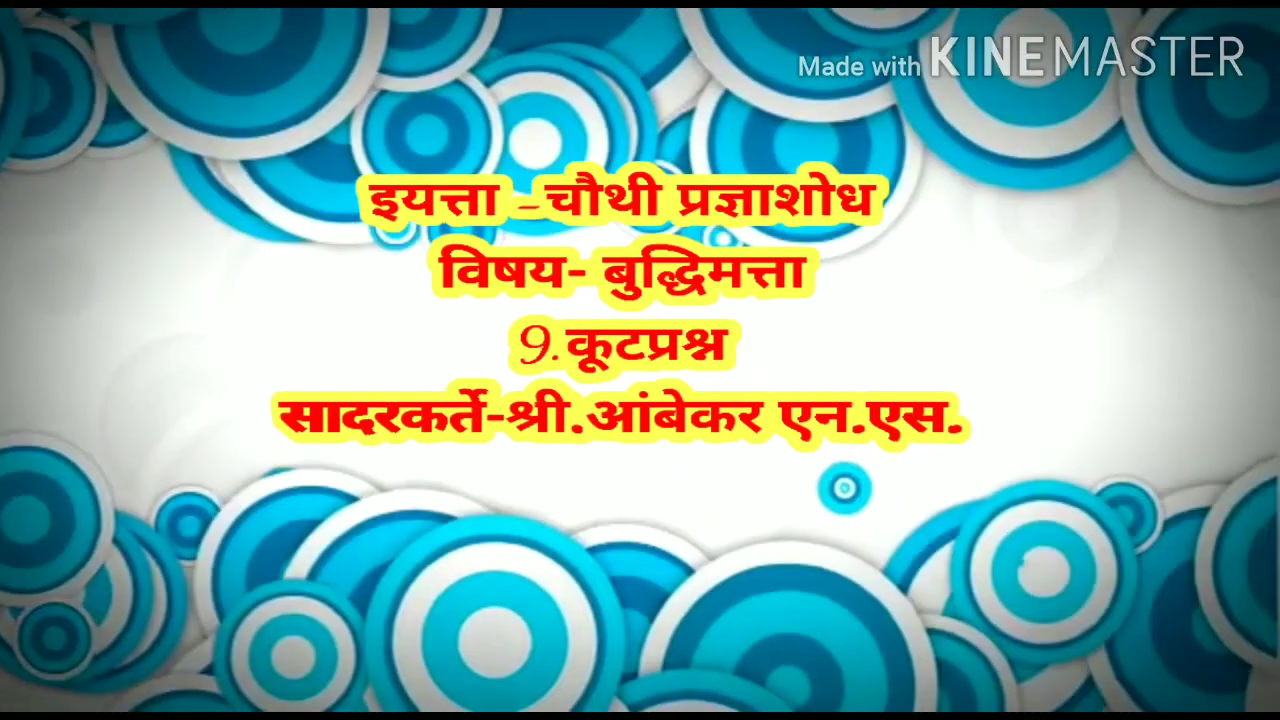 Made with KINEMASTER
इयत्ता -चौथी प्रज्ञाशोध
विषय- बुद्धिमत्ता
9.कूटप्रश्न
सादरकर्ते-श्री.आंबेकर एन.एस.